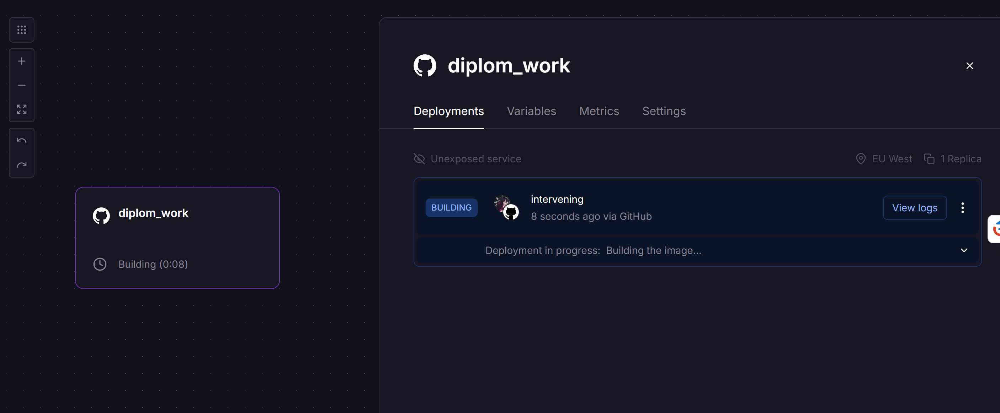 diplom_work
Building (0:08)
diplom_work
Deployments Variables Metrics Settings
Unexposed service EU West 1 Replica
BUILDING
intervening
8 seconds ago via GitHub
View logs
Deployment in progress: Building the image...